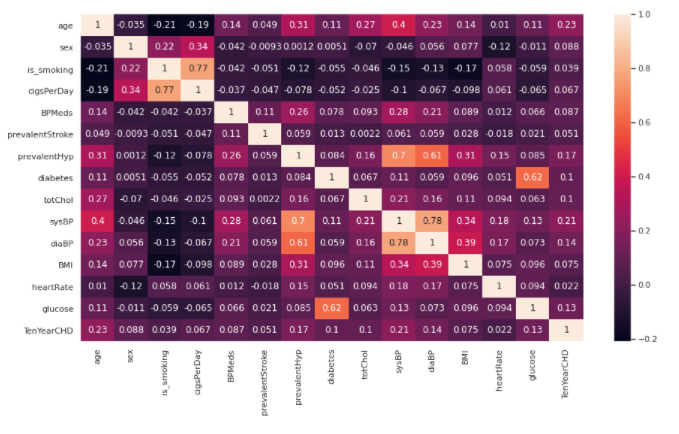 age 1 -0.035 -0.21 -0.19 0.14 0.049 0.31 0.11 0.27 0.4 0.23 0.14 0.01 0.11 0.23
sex -0.035 1 0.22 0.34 -0.042 -0.0093 0.0012 0.0051 -0.07 -0.046 0.056 0.077 -0.12 -0.011 0.088
is_smoking -0.21 0.22 1 0.77 -0.042 -0.051 -0.12 -0.055 -0.046 -0.15 -0.13 -0.17 0.058 -0.059 0.039
cigsPerDay -0.19 0.34 0.77 1 -0.037 -0.047 -0.078 -0.052 -0.025 -0.1 -0.067 -0.098 0.061 -0.065 0.067
BPMeds 0.14 -0.042 -0.042 -0.037 1 0.11 0.26 0.078 0.093 0.28 0.21 0.089 0.012 0.066 0.087
prevalentStroke 0.049 -0.0093 -0.051 -0.047 0.11 1 0.059 0.013 0.0022 0.061 0.059 0.028 -0.018 0.021 0.051
prevalentHyp 0.31 0.0012 -0.12 -0.078 0.26 0.059 1 0.084 0.16 0.7 0.61 0.31 0.15 0.085 0.17
diabetes 0.11 0.0051 -0.055 -0.052 0.078 0.013 0.084 1 0.067 0.11 0.059 0.096 0.051 0.62 0.1
totChol 0.27 -0.07 -0.046 -0.025 0.093 0.0022 0.16 0.067 1 0.21 0.16 0.11 0.094 0.063 0.1
sysBP 0.4 -0.046 -0.15 -0.1 0.28 0.061 0.7 0.11 0.21 1 0.78 0.34 0.18 0.13 0.21
diaBP 0.23 0.056 -0.13 -0.067 0.21 0.059 0.61 0.059 0.16 0.78 1 0.39 0.17 0.073 0.14
BMI 0.14 0.077 -0.17 -0.098 0.089 0.028 0.31 0.096 0.11 0.34 0.39 1 0.075 0.096 0.075
heartRate 0.01 -0.12 0.058 0.061 0.012 -0.018 0.15 0.051 0.094 0.18 0.17 0.075 1 0.094 0.022
glucose 0.11 -0.011 -0.059 -0.065 0.066 0.021 0.085 0.62 0.063 0.13 0.073 0.096 0.094 1 0.13
TenYearCHD 0.23 0.088 0.039 0.067 0.087 0.051 0.17 0.1 0.1 0.21 0.14 0.075 0.022 0.13 1
age sex is_smoking cigsPerDay BPMeds prevalentStroke prevalentHyp diabetes totChol sysBP diaBP BMI heartRate glucose TenYearCHD
1.0
0.8
0.6
0.4
0.2
0.0
−0.2